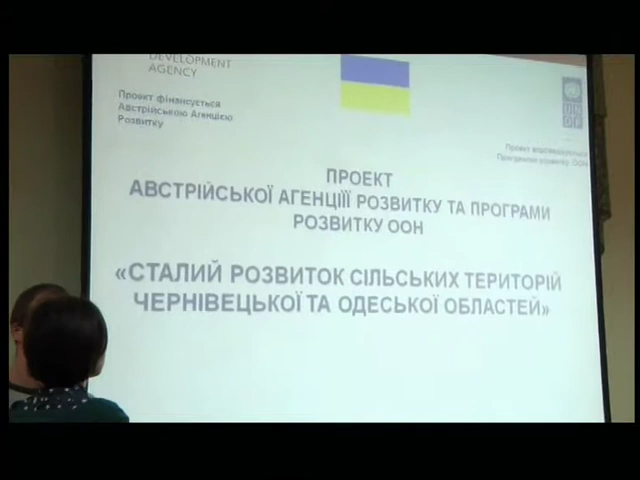 DEVELOPMENT
AGENCY
Проект фінансується
Австрійською Агенцією
Розвитку
Проект впроваджується
Програмою розвитку ООН
ПРОЕКТ
АВСТРІЙСЬКОЇ АГЕНЦІЇЇ РОЗВИТКУ ТА ПРОГРАМИ
РОЗВИТКУ ООН
«СТАЛИЙ РОЗВИТОК СІЛЬСЬКИХ ТЕРИТОРІЙ
ЧЕРНІВЕЦЬКОЇ ТА ОДЕСЬКОЇ ОБЛАСТЕЙ»